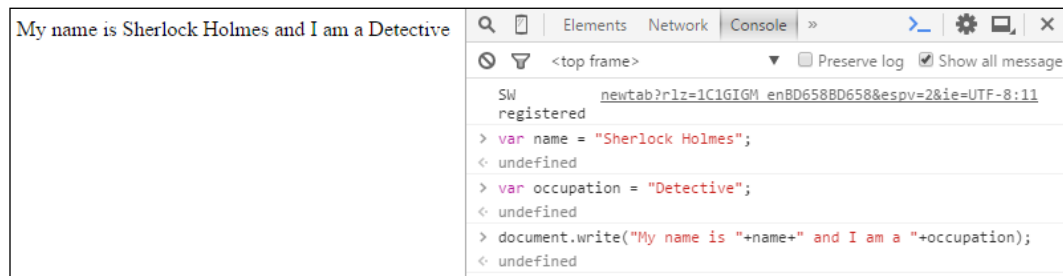 My name is Sherlock Holmes and I am a Detective
Elements Network Console »
<top frame> ▼ Preserve log Show all message
SW newtab?rlz=1C1GIGM_enBD658BD658&espv=2&ie=UTF-8:11
registered
> var name = "Sherlock Holmes";
undefined
> var occupation = "Detective";
undefined
> document.write("My name is "+name+" and I am a "+occupation);
undefined